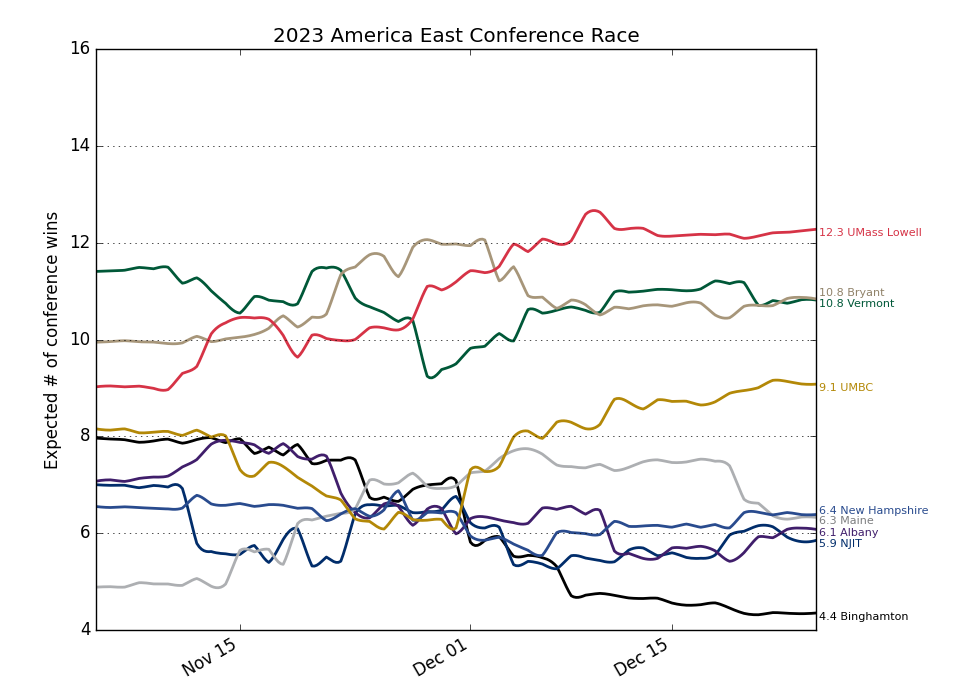 2023 America East Conference Race
Expected # of conference wins
16
14
12
10
8
6
4
Nov 15
Dec 01
Dec 15
12.3 UMass Lowell
10.8 Bryant
10.8 Vermont
9.1 UMBC
6.4 New Hampshire
6.3 Maine
6.1 Albany
5.9 NJIT
4.4 Binghamton